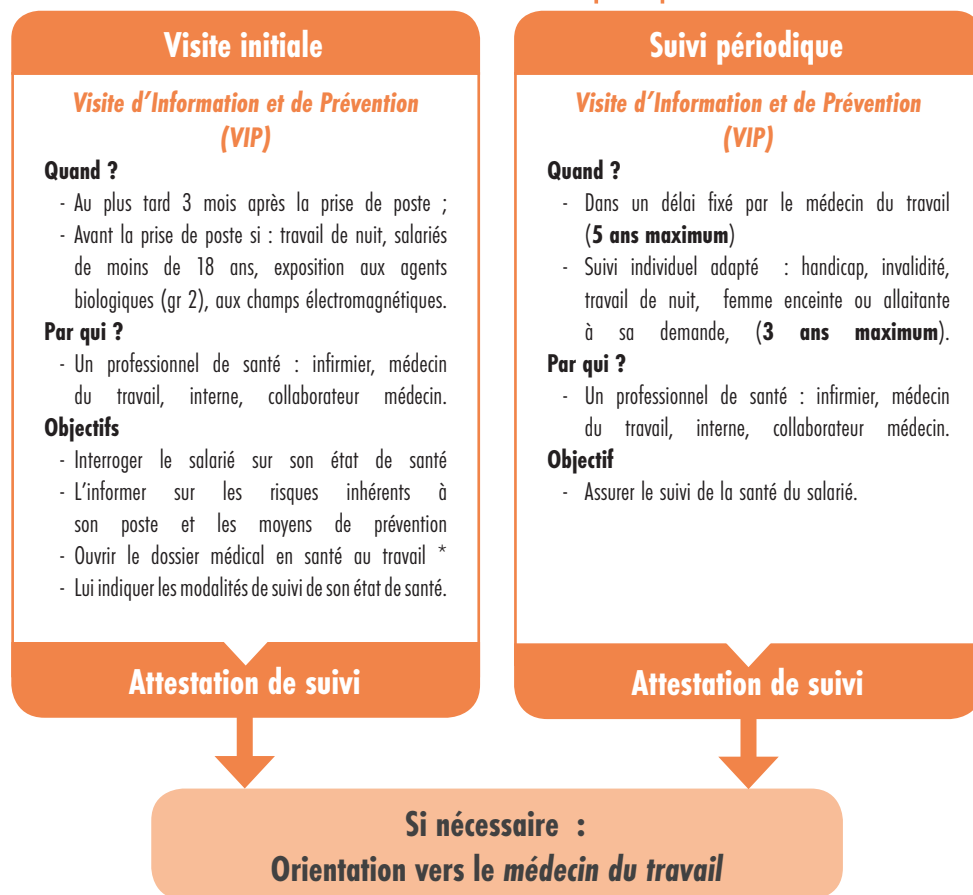 Visite initiale
Visite d'Information et de Prévention
(VIP)
Quand ?
- Au plus tard 3 mois après la prise de poste ;
- Avant la prise de poste si : travail de nuit, salariés
de moins de 18 ans, exposition aux agents
biologiques (gr 2), aux champs électromagnétiques.
Par qui ?
- Un professionnel de santé : infirmier, médecin
du travail, interne, collaborateur médecin.
Objectifs
- Interroger le salarié sur son état de santé
- L'informer sur les risques inhérents à
son poste et les moyens de prévention
- Ouvrir le dossier médical en santé au travail *
- Lui indiquer les modalités de suivi de son état de santé.
Attestation de suivi
Suivi périodique
Visite d'Information et de Prévention
(VIP)
Quand ?
- Dans un délai fixé par le médecin du travail
(5 ans maximum)
- Suivi individuel adapté : handicap, invalidité,
travail de nuit, femme enceinte ou allaitante
à sa demande, (3 ans maximum).
Par qui ?
- Un professionnel de santé : infirmier, médecin
du travail, interne, collaborateur médecin.
Objectif
- Assurer le suivi de la santé du salarié.
Attestation de suivi
Si nécessaire :
Orientation vers le médecin du travail